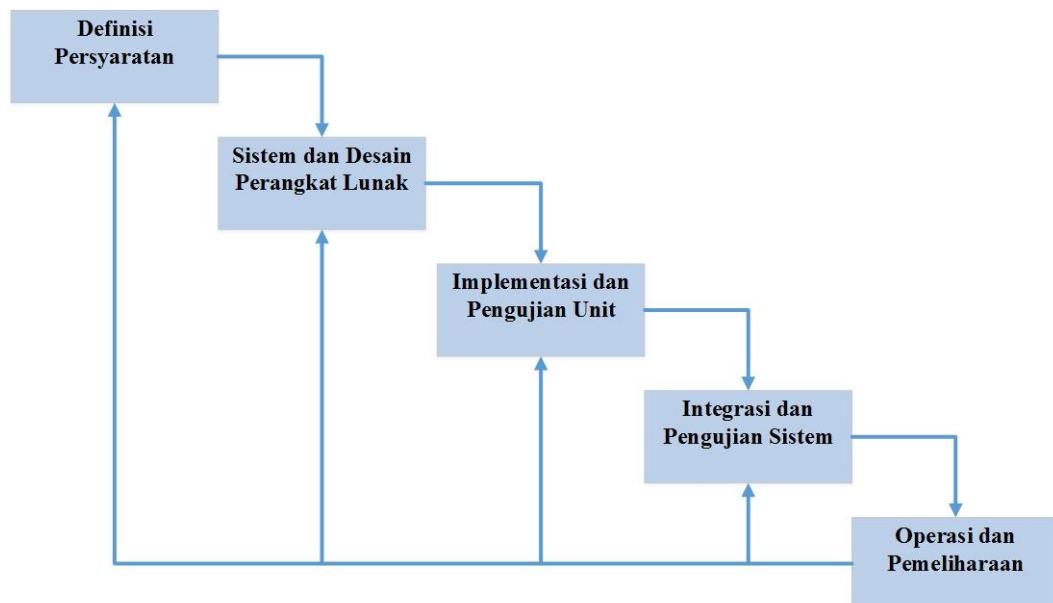 Definisi
Persyaratan
Sistem dan Desain
Perangkat Lunak
Implementasi dan
Pengujian Unit
Integrasi dan
Pengujian Sistem
Operasi dan
Pemeliharaan